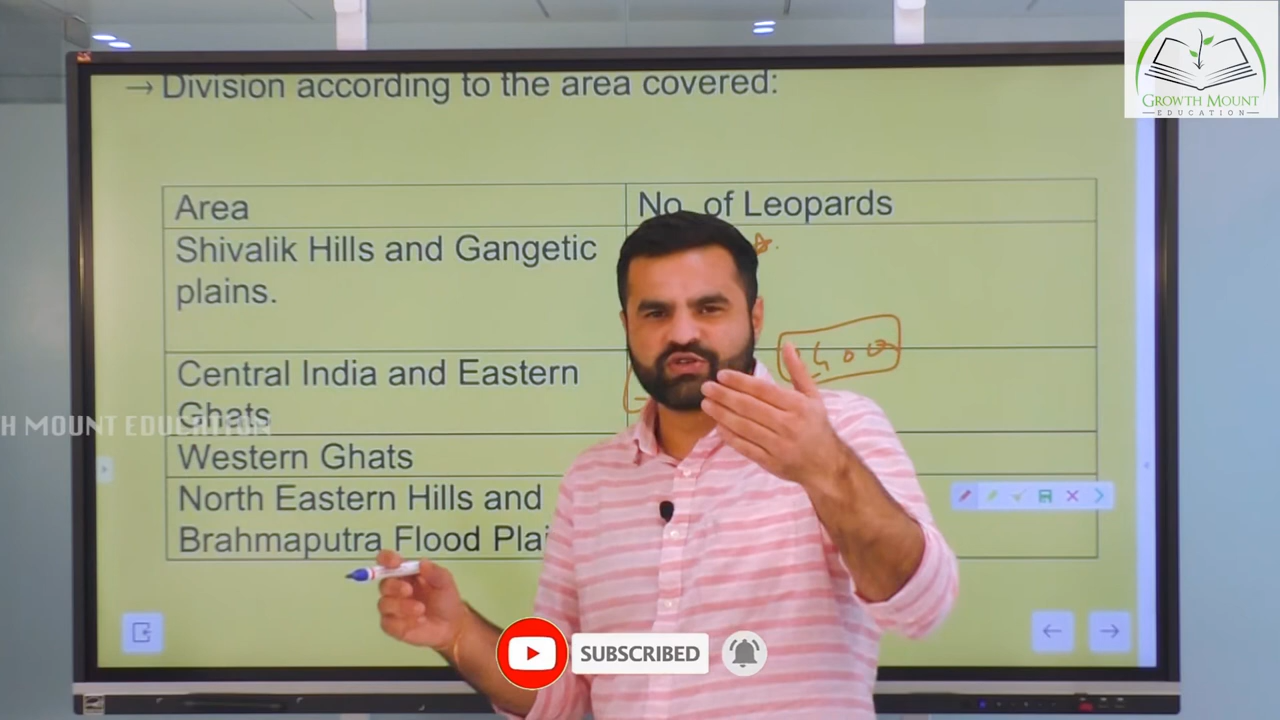 → Division according to the area covered:
GROWTH MOUNT
EDUCATION
Area
No. of Leopards
Shivalik Hills and Gangetic
plains.
Central India and Eastern
Ghats
H MOUNT EDUCATION
Western Ghats
North Eastern Hills and
Brahmaputra Flood Plai
SUBSCRIBED